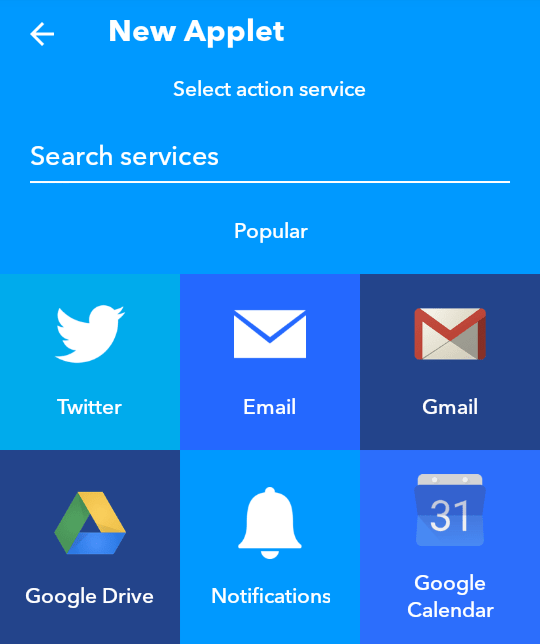 New Applet
Select action service
Search services
Popular
Twitter
Email
Gmail
31
Google Drive
Notifications
Google
Calendar